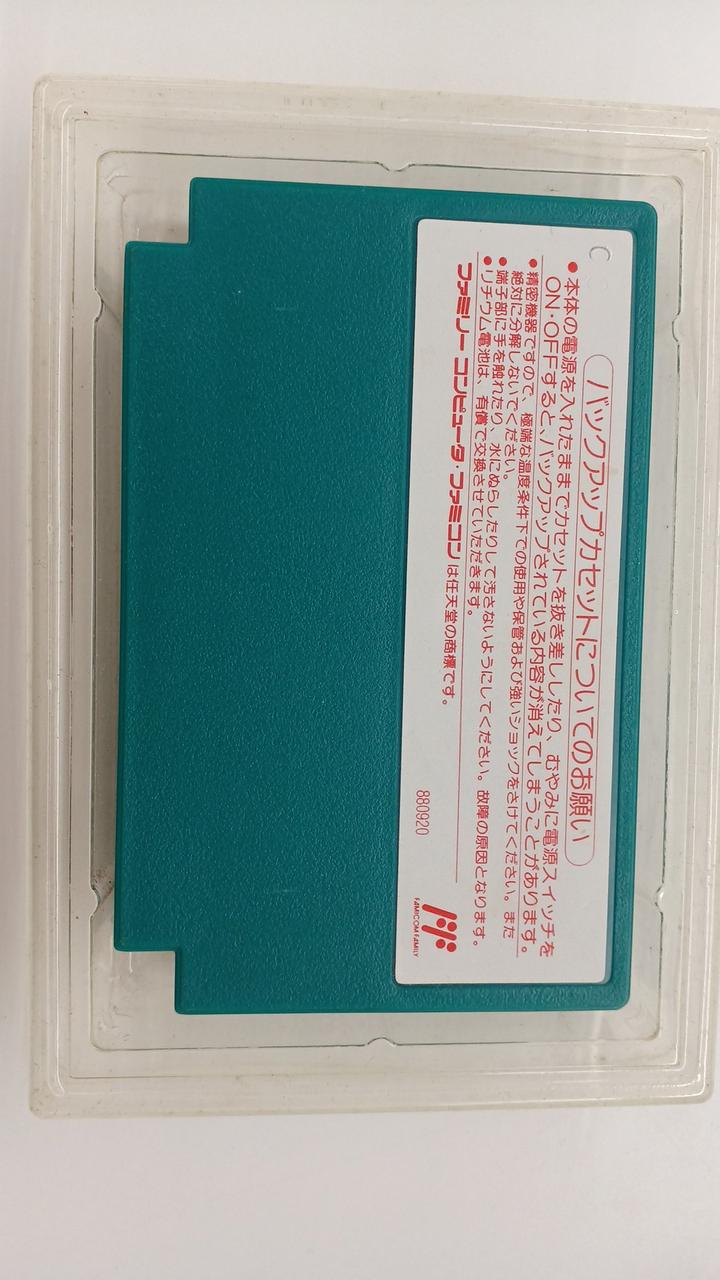 バックアップカセットについてのお願い
●本体の電源を入れたままでカセットを抜き差ししたり、むやみに電源スイッチを
ON・OFFすると、バックアップされている内容が消えてしまうことがあります。
●精密機器ですので、極端な温度条件下での使用や保管および強いショックをさけてください。また
絶対に分解しないでください。
●端子部に手を触れたり、水にぬらしたりして汚さないようにしてください。故障の原因となります。
●リチウム電池は、有償で交換させていただきます。
ファミリーコンピュータ・ファミコンは任天堂の商標です。
880920
FAMICOM FAMILY